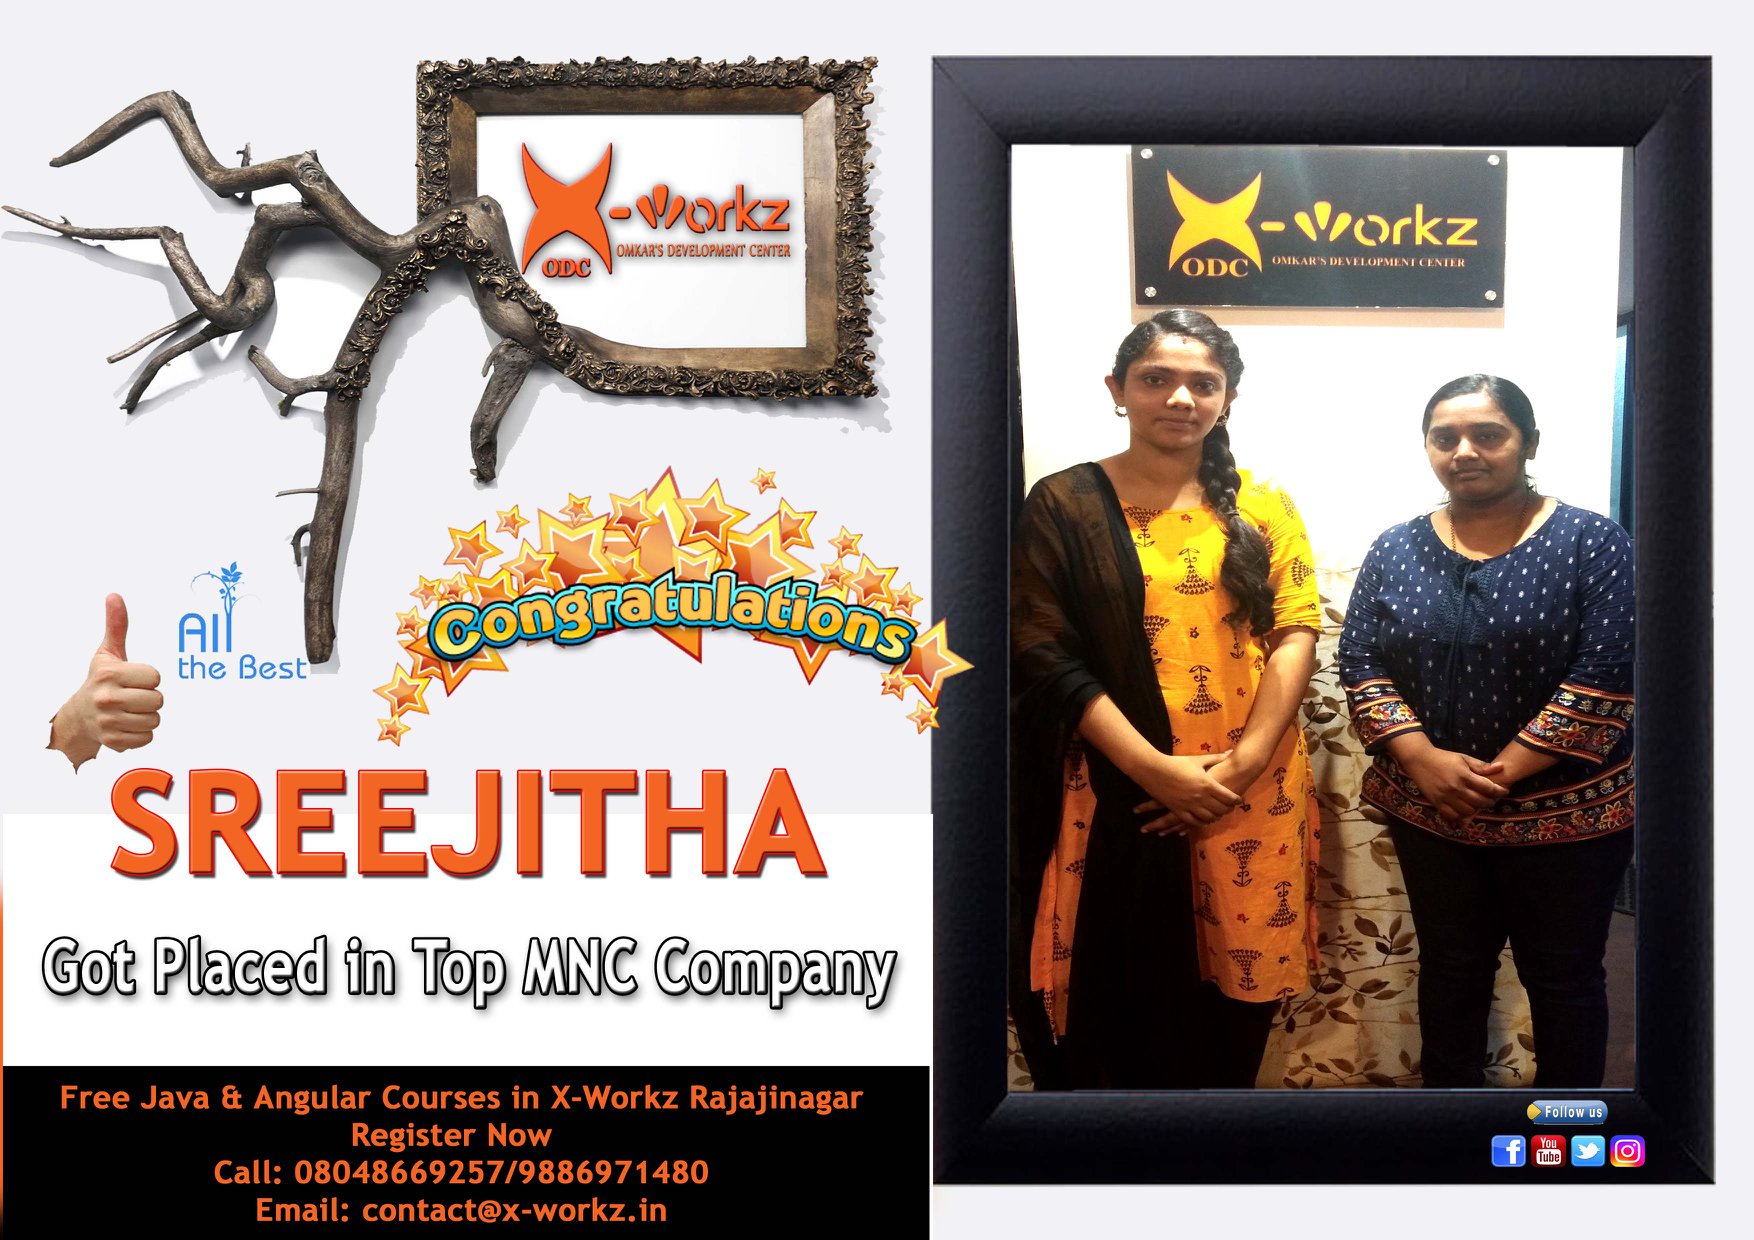 X-Workz
ODC OMKAR'S DEVELOPMENT CENTER
X-Workz
ODC OMKAR'S DEVELOPMENT CENTER
All
the Best
Congratulations
SREEJITHA
Got Placed in Top MNC Company
Free Java & Angular Courses in X-Workz Rajajinagar
Register Now
Call: 08048669257/9886971480
Email: contact@x-workz.in
Follow us
You
Tube